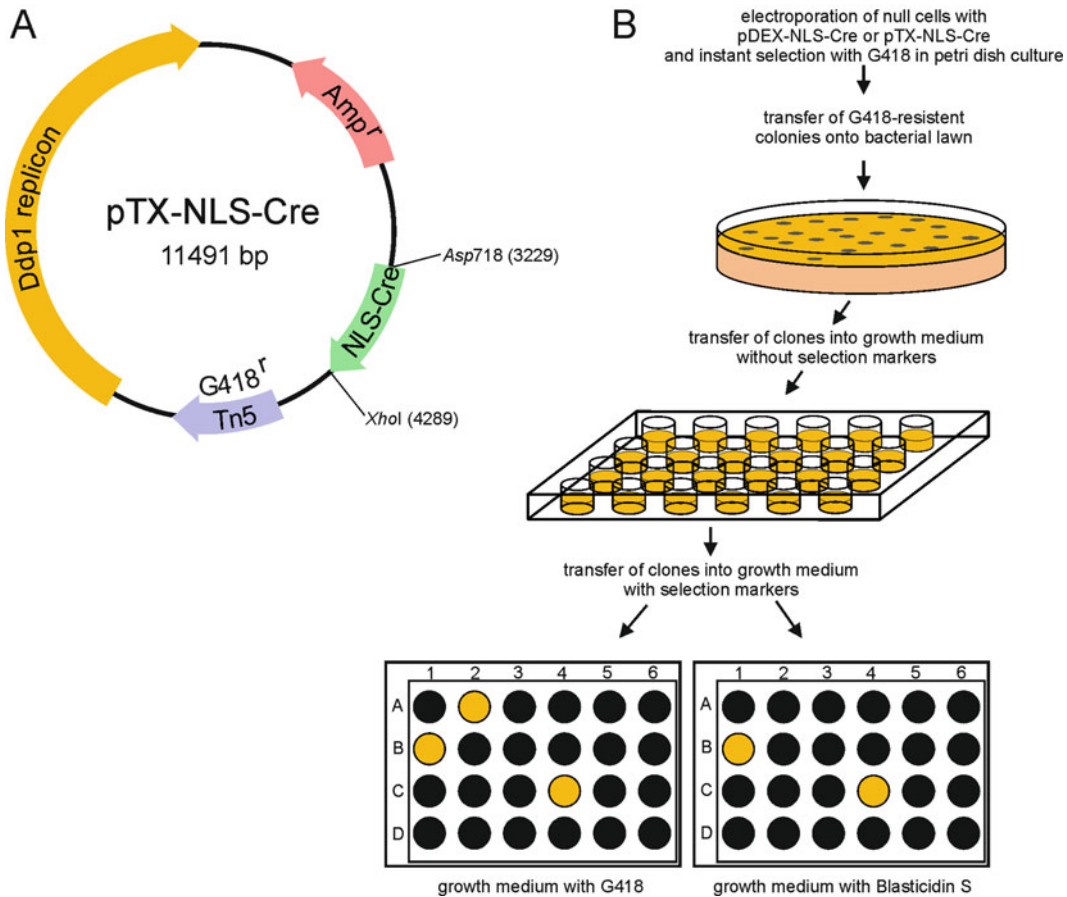 A
Ddp1 replicon
Ampʳ
pTX-NLS-Cre
11491 bp
Asp718 (3229)
NLS-Cre
XhoI (4289)
G418ʳ
Tn5
B
electroporation of null cells with
pDEX-NLS-Cre or pTX-NLS-Cre
and instant selection with G418 in petri dish culture
transfer of G418-resistent
colonies onto bacterial lawn
transfer of clones into growth medium
without selection markers
transfer of clones into growth medium
with selection markers
1 2 3 4 5 6
A
B
C
D
growth medium with G418
1 2 3 4 5 6
A
B
C
D
growth medium with Blasticidin S